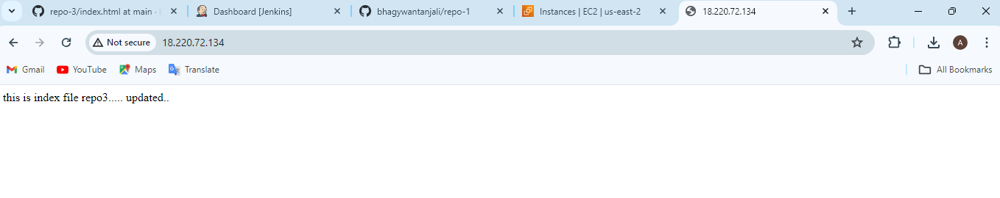 repo-3/index.html at main
Dashboard [Jenkins]
bhagywantanjali/repo-1
Instances | EC2 | us-east-2
18.220.72.134
Not secure
18.220.72.134
A
Gmail
YouTube
Maps
Translate
All Bookmarks
this is index file repo3..... updated..